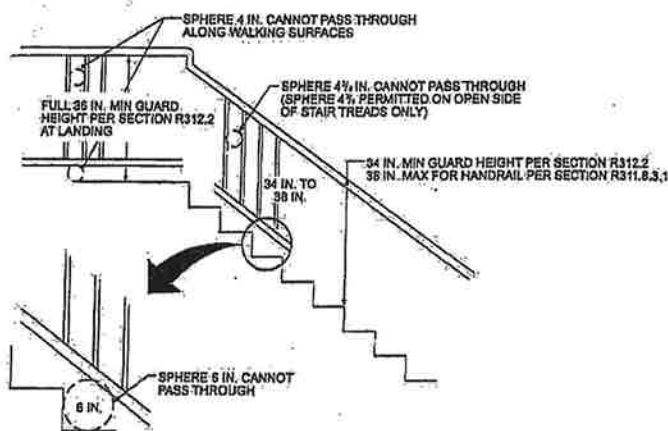 SPHERE 4 IN. CANNOT PASS THROUGH
ALONG WALKING SURFACES
SPHERE 4⅜ IN. CANNOT PASS THROUGH
(SPHERE 4⅜ PERMITTED ON OPEN SIDE
OF STAIR TREADS ONLY)
FULL 36 IN. MIN GUARD
HEIGHT PER SECTION R312.2
AT LANDING
34 IN. MIN GUARD HEIGHT PER SECTION R312.2
38 IN. MAX FOR HANDRAIL PER SECTION R311.8.3.1
34 IN. TO
38 IN.
SPHERE 6 IN. CANNOT
PASS THROUGH
6 IN.